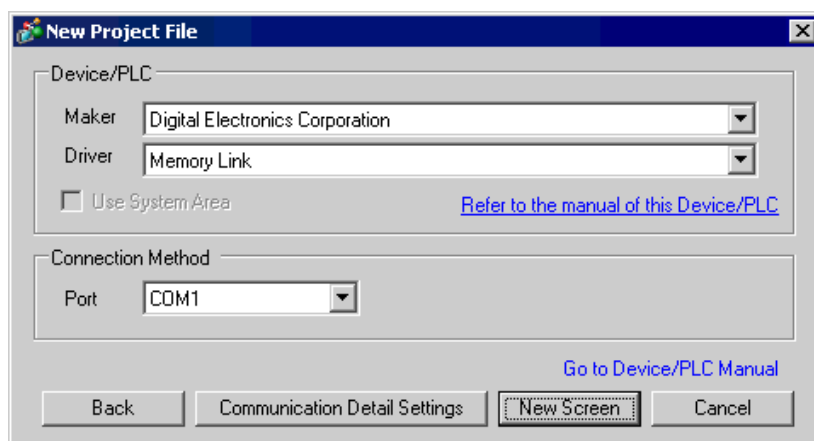 New Project File
Device/PLC
Maker Digital Electronics Corporation
Driver Memory Link
Use System Area Refer to the manual of this Device/PLC
Connection Method
Port COM1
Go to Device/PLC Manual
Back Communication Detail Settings New Screen Cancel